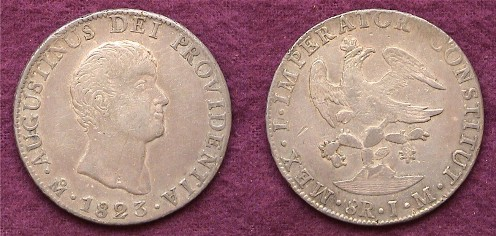 AUGUSTINUS DEI PROVIDENTIA
·M̊·1823·
MEX·I·IMPERATOR CONSTITUT·
·8R·I·M·